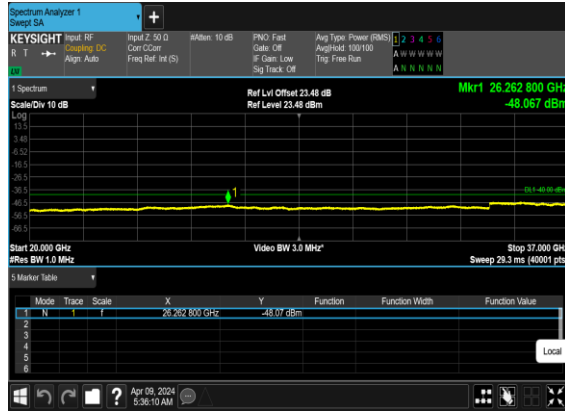 Spectrum Analyzer 1
Swept SA
+
KEYSIGHT Input: RF Input Z: 50 Ω #Atten: 10 dB PNO: Fast Avg Type: Power (RMS) 1 2 3 4 5 6
R T Coupling: DC Corr CCorr Gate: Off Avg|Hold: 100/100 A W W W W W
Align: Auto Freq Ref: Int (S) IF Gain: Low Trig: Free Run
Sig Track: Off A N N N N N
1 Spectrum Ref Lvl Offset 23.48 dB Mkr1 26.262 800 GHz
Scale/Div 10 dB Ref Level 23.48 dBm -48.067 dBm
Log
13.5
3.48
-6.52
-16.5
-26.5
-36.5 1 DL1 -40.00 dBm
-46.5
-56.5
-66.5
Start 20.000 GHz Video BW 3.0 MHz* Stop 37.000 GHz
#Res BW 1.0 MHz Sweep 29.3 ms (40001 pts)
5 Marker Table
Mode Trace Scale X Y Function Function Width Function Value
1 N 1 f 26.262 800 GHz -48.07 dBm
2
3
4
5
6
Local
? Apr 09, 2024
5:36:10 AM